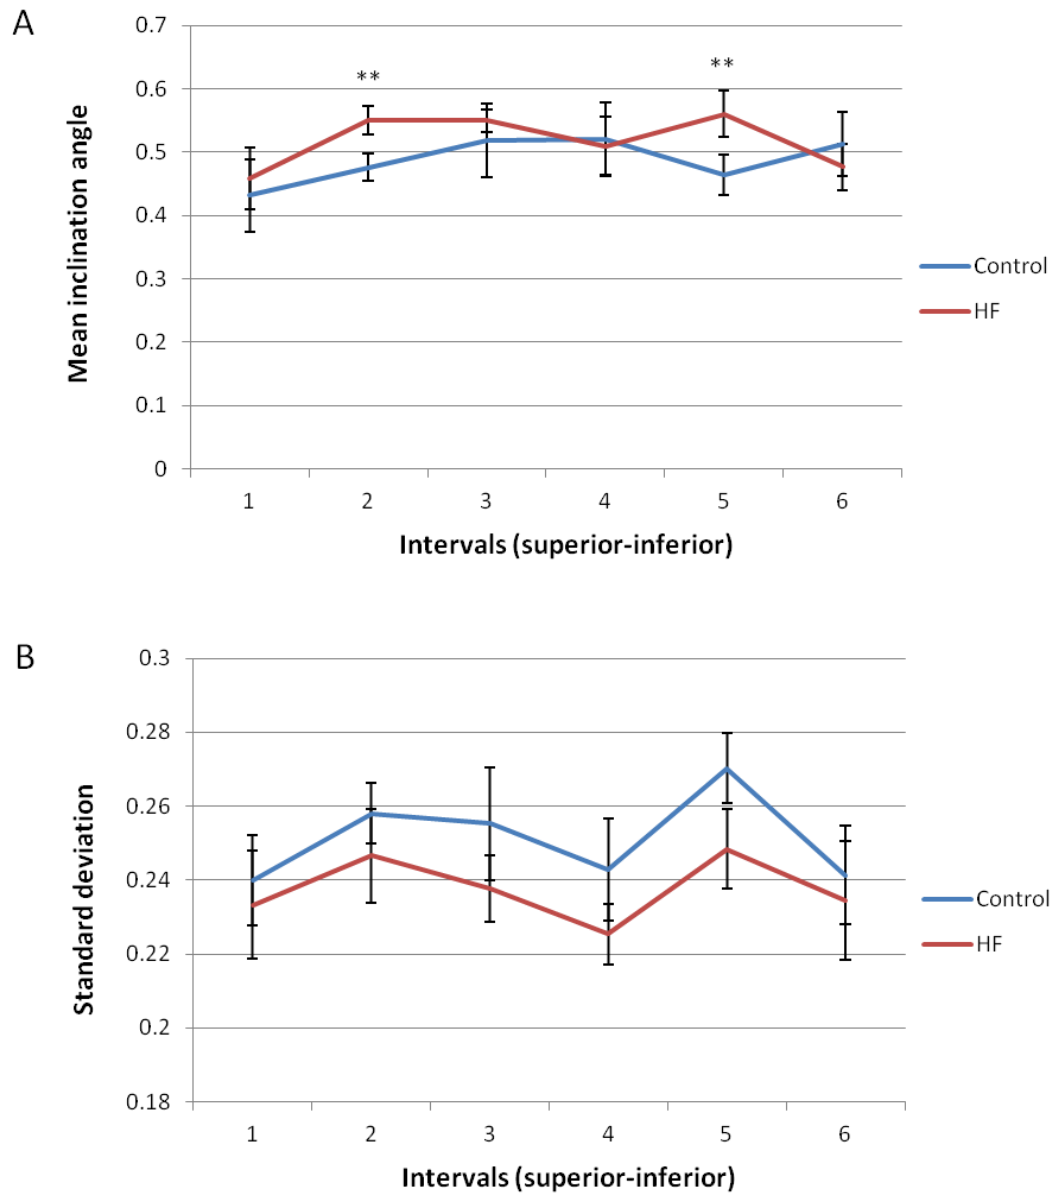 A
Mean inclination angle
0.7
0.6
0.5
0.4
0.3
0.2
0.1
0
**
**
1 2 3 4 5 6
Intervals (superior-inferior)
Control
HF
B
Standard deviation
0.3
0.28
0.26
0.24
0.22
0.2
0.18
1 2 3 4 5 6
Intervals (superior-inferior)
Control
HF